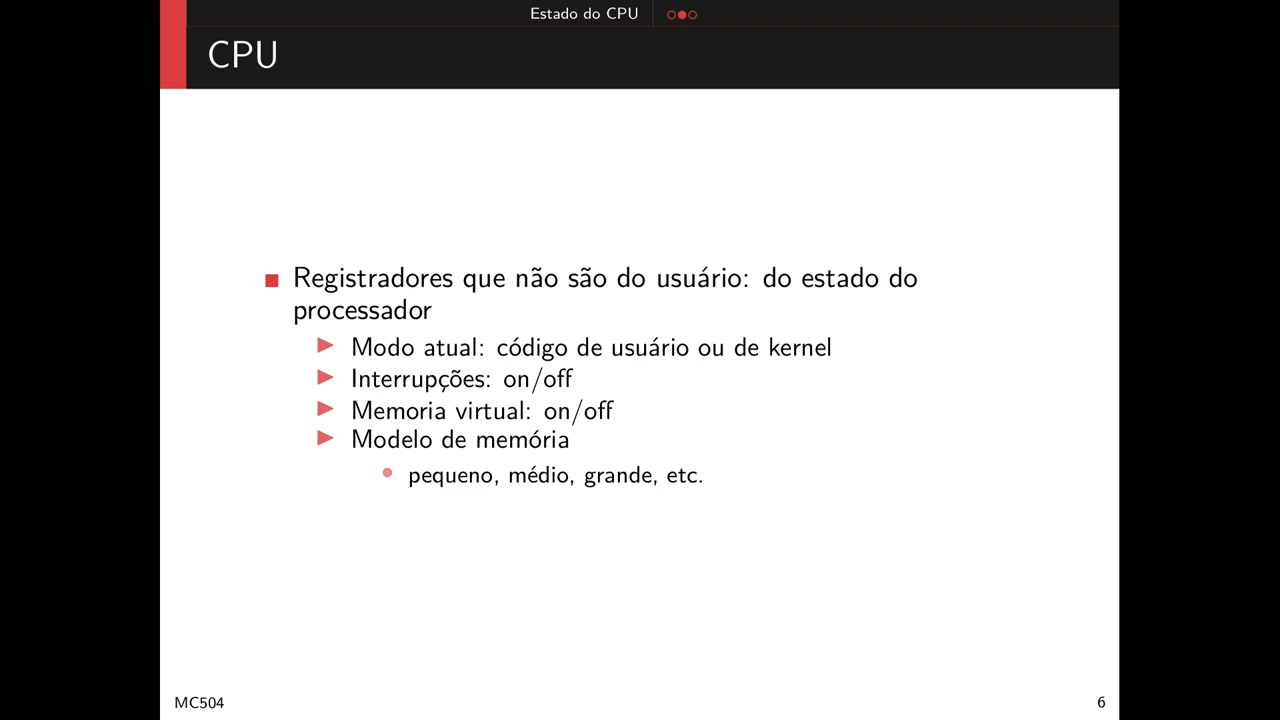 Estado do CPU
CPU
Registradores que não são do usuário: do estado do
processador
Modo atual: código de usuário ou de kernel
Interrupções: on/off
Memoria virtual: on/off
Modelo de memória
pequeno, médio, grande, etc.
MC504
6